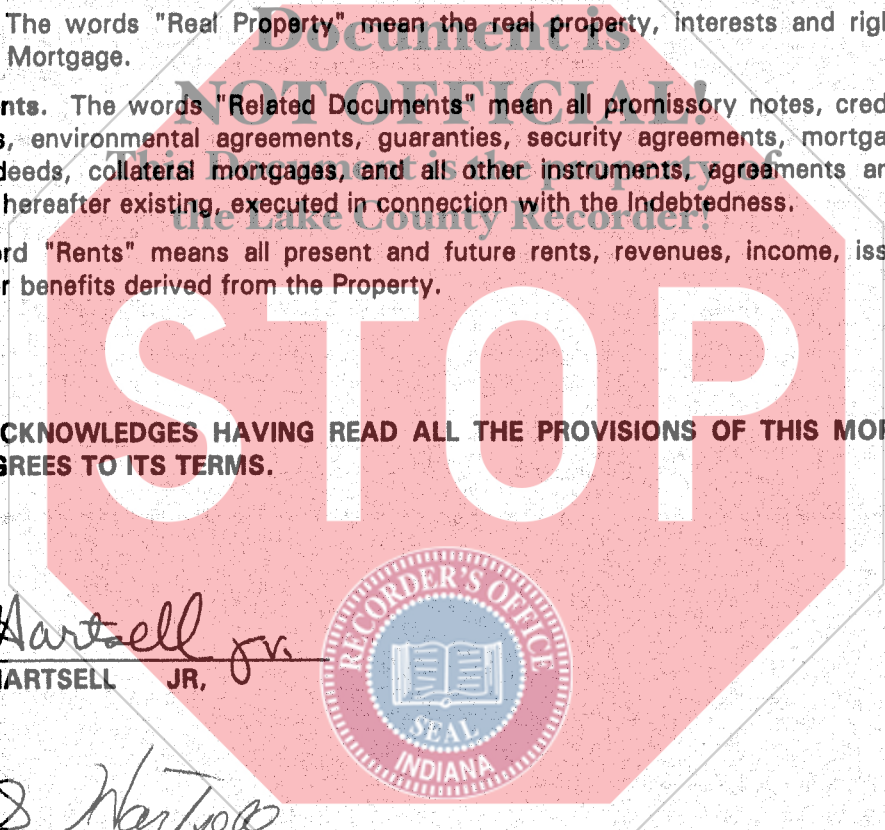 The words "Real Property" mean the real property, interests and righ
Mortgage.
Document is
NOT OFFICIAL!
nts. The words "Related Documents" mean all promissory notes, cred
s, environmental agreements, guaranties, security agreements, mortga
This Document is the property of
deeds, collateral mortgages, and all other instruments, agreements an
hereafter existing, executed in connection with the Indebtedness.
the Lake County Recorder!
ord "Rents" means all present and future rents, revenues, income, iss
r benefits derived from the Property.
STOP
CKNOWLEDGES HAVING READ ALL THE PROVISIONS OF THIS MOR
GREES TO ITS TERMS.
Hartsell Jr.
HARTSELL JR,
RECORDER'S OFFICE
SEAL
INDIANA